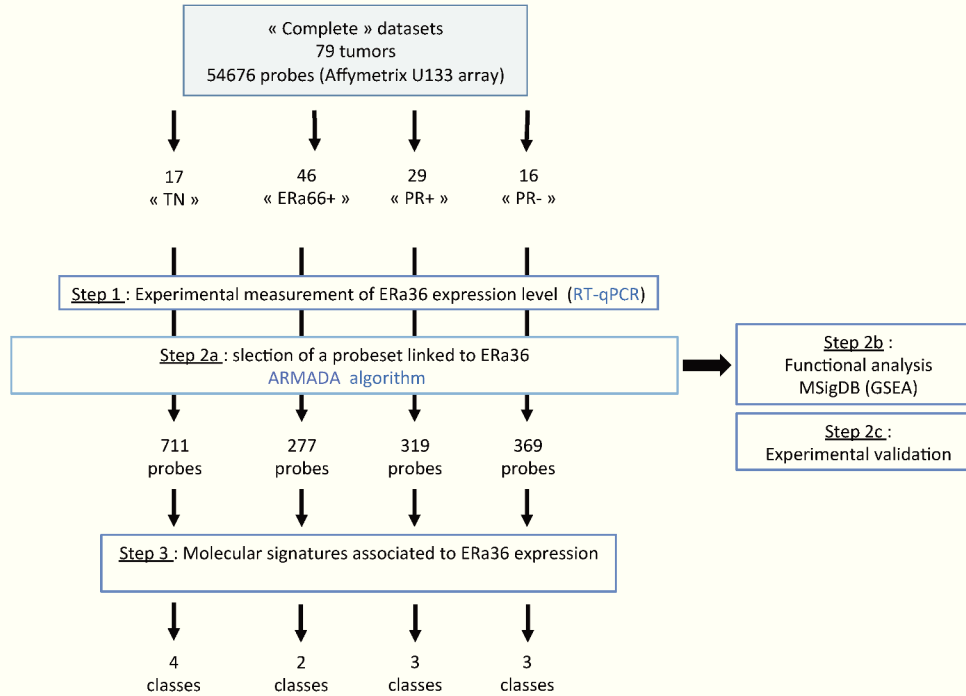 « Complete » datasets
79 tumors
54676 probes (Affymetrix U133 array)
17 46 29 16
« TN » « ERa66+ » « PR+ » « PR- »
Step 1 : Experimental measurement of ERa36 expression level (RT-qPCR)
Step 2a : slection of a probeset linked to ERa36
ARMADA algorithm
Step 2b :
Functional analysis
MSigDB (GSEA)
Step 2c :
Experimental validation
711 277 319 369
probes probes probes probes
Step 3 : Molecular signatures associated to ERa36 expression
4 2 3 3
classes classes classes classes